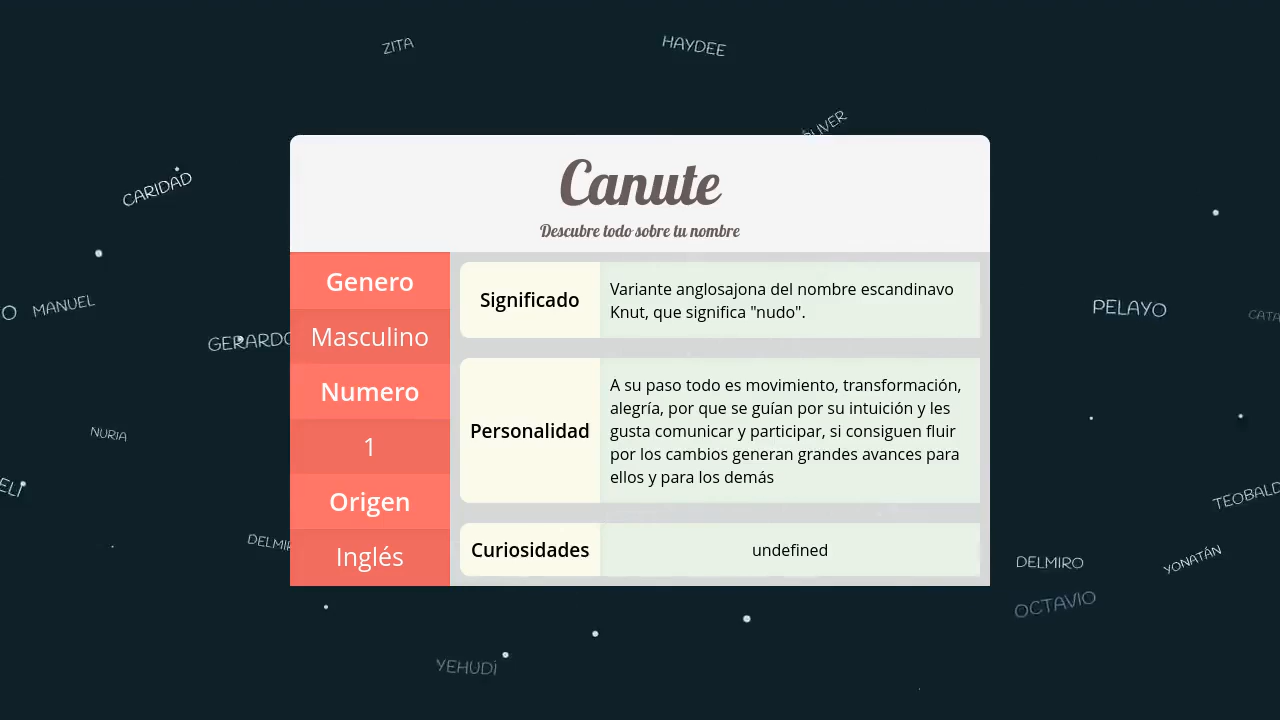 ZITA
HAYDEE
CARIDAD
Canute
Descubre todo sobre tu nombre
MANUEL
GERARDO
PELAYO
NURIA
DELMIRO
YONATÁN
OCTAVIO
YEHUDÍ
Genero
Masculino
Numero
1
Origen
Inglés
Significado
Variante anglosajona del nombre escandinavo
Knut, que significa "nudo".
Personalidad
A su paso todo es movimiento, transformación,
alegría, por que se guían por su intuición y les
gusta comunicar y participar, si consiguen fluir
por los cambios generan grandes avances para
ellos y para los demás
Curiosidades
undefined